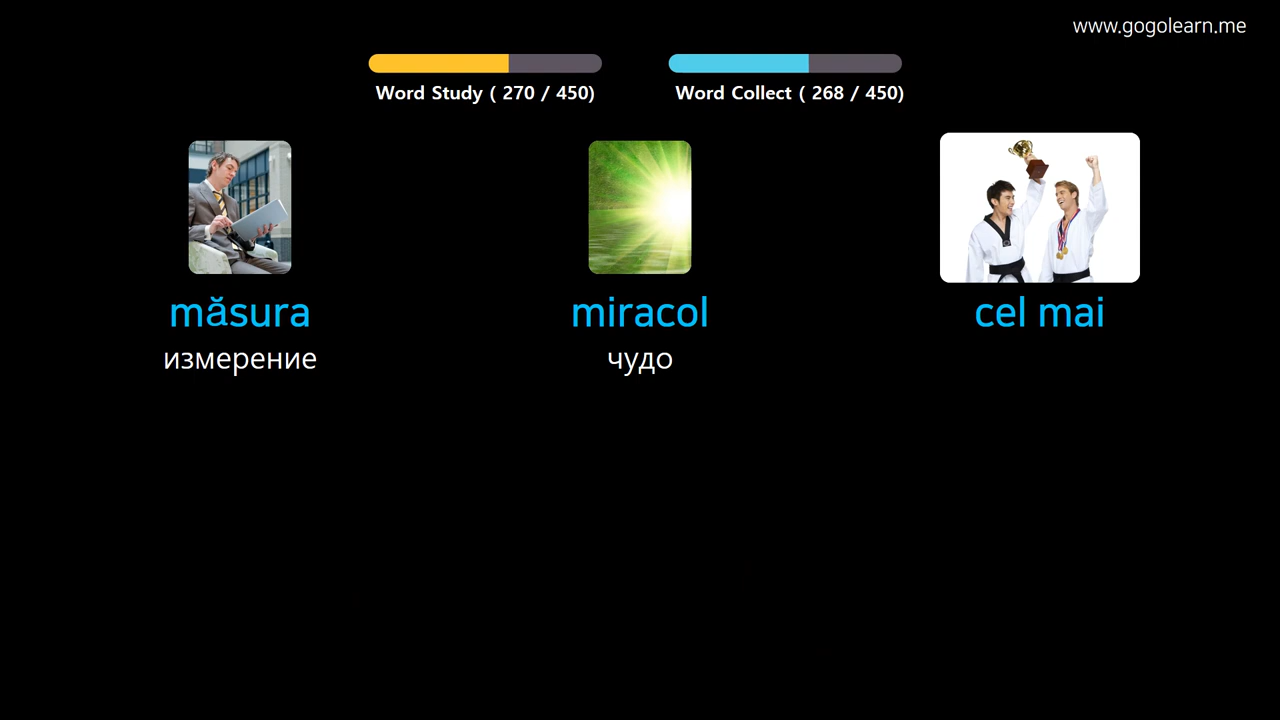 www.gogolearn.me
Word Study ( 270 / 450)
Word Collect ( 268 / 450)
măsura
miracol
cel mai
измерение
чудо